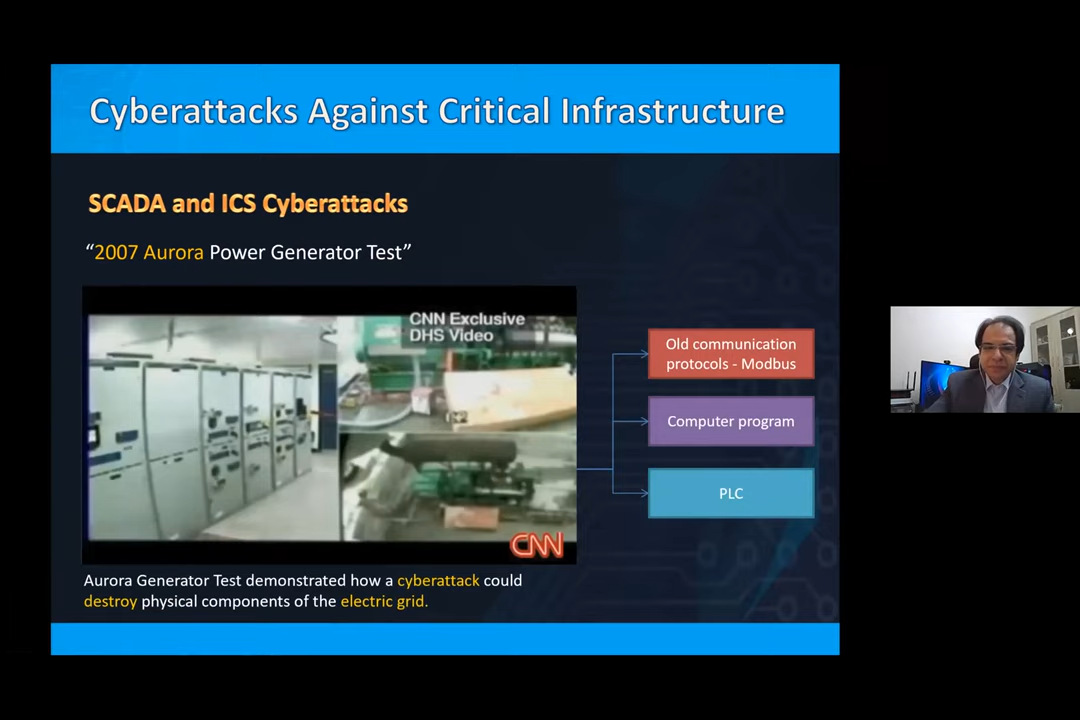 Cyberattacks Against Critical Infrastructure
SCADA and ICS Cyberattacks
“2007 Aurora Power Generator Test”
CNN Exclusive
DHS Video
CNN
Old communication
protocols - Modbus
Computer program
PLC
Aurora Generator Test demonstrated how a cyberattack could
destroy physical components of the electric grid.